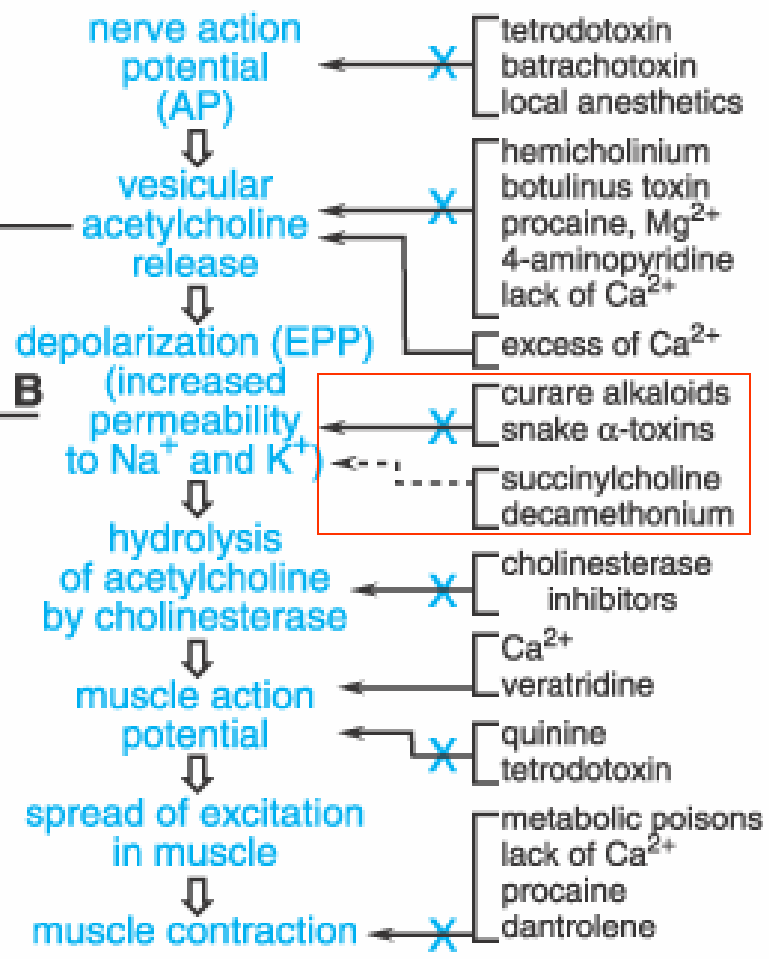 nerve action
potential
(AP)
tetrodotoxin
batrachotoxin
local anesthetics
X
vesicular
acetylcholine
release
hemicholinium
botulinus toxin
procaine, Mg²⁺
4-aminopyridine
lack of Ca²⁺
X
excess of Ca²⁺
depolarization (EPP)
(increased
permeability
to Na⁺ and K⁺)
B
curare alkaloids
snake α-toxins
X
succinylcholine
decamethonium
hydrolysis
of acetylcholine
by cholinesterase
cholinesterase
inhibitors
X
muscle action
potential
Ca²⁺
veratridine
quinine
tetrodotoxin
X
spread of excitation
in muscle
muscle contraction
metabolic poisons
lack of Ca²⁺
procaine
dantrolene
X